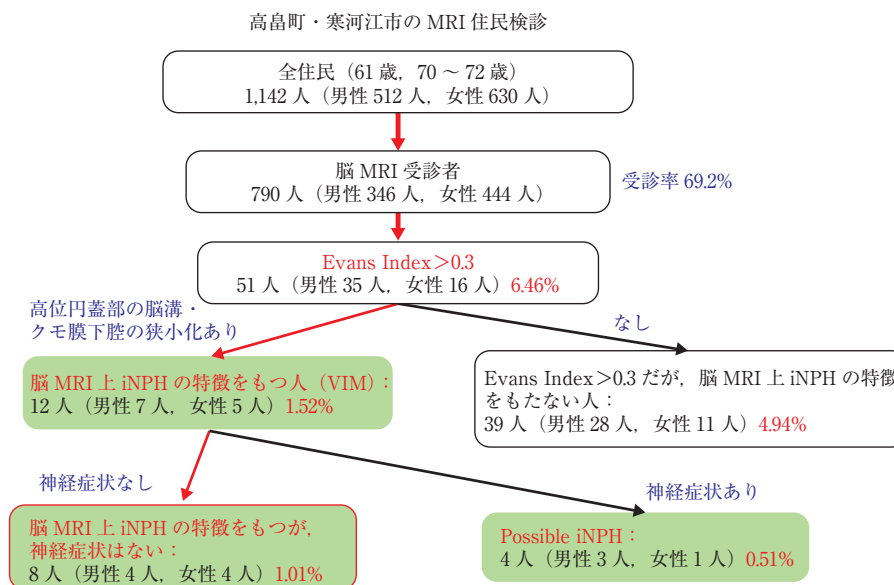 高畠町・寒河江市の MRI 住民検診
全住民（61 歳，70 ～ 72 歳）
1,142 人（男性 512 人，女性 630 人）
脳 MRI 受診者
790 人（男性 346 人，女性 444 人）
受診率 69.2%
Evans Index＞0.3
51 人（男性 35 人，女性 16 人）6.46%
高位円蓋部の脳溝・
クモ膜下腔の狭小化あり
なし
脳 MRI 上 iNPH の特徴をもつ人（VIM）：
12 人（男性 7 人，女性 5 人）1.52%
Evans Index＞0.3 だが，脳 MRI 上 iNPH の特徴
をもたない人：
39 人（男性 28 人，女性 11 人）4.94%
神経症状なし
神経症状あり
脳 MRI 上 iNPH の特徴をもつが，
神経症状はない：
8 人（男性 4 人，女性 4 人）1.01%
Possible iNPH：
4 人（男性 3 人，女性 1 人）0.51%